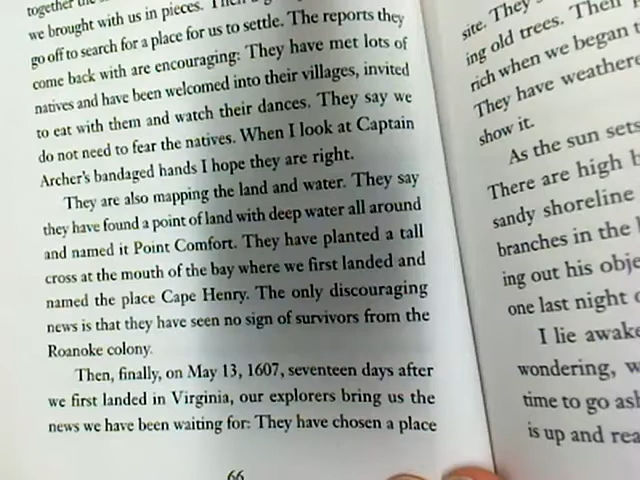 together the
we brought with us in pieces. Then a
go off to search for a place for us to settle. The reports they
come back with are encouraging: They have met lots of
natives and have been welcomed into their villages, invited
to eat with them and watch their dances. They say we
do not need to fear the natives. When I look at Captain
Archer's bandaged hands I hope they are right.
They are also mapping the land and water. They say
they have found a point of land with deep water all around
and named it Point Comfort. They have planted a tall
cross at the mouth of the bay where we first landed and
named the place Cape Henry. The only discouraging
news is that they have seen no sign of survivors from the
Roanoke colony.
Then, finally, on May 13, 1607, seventeen days after
we first landed in Virginia, our explorers bring us the
news we have been waiting for: They have chosen a place
66
site. They
ing old trees. Then
rich when we began
They have weathere
show it.
As the sun sets
There are high b
sandy shoreline
branches in the
ing out his obje
one last night
I lie awake
wondering, w
time to go ash
is up and rea